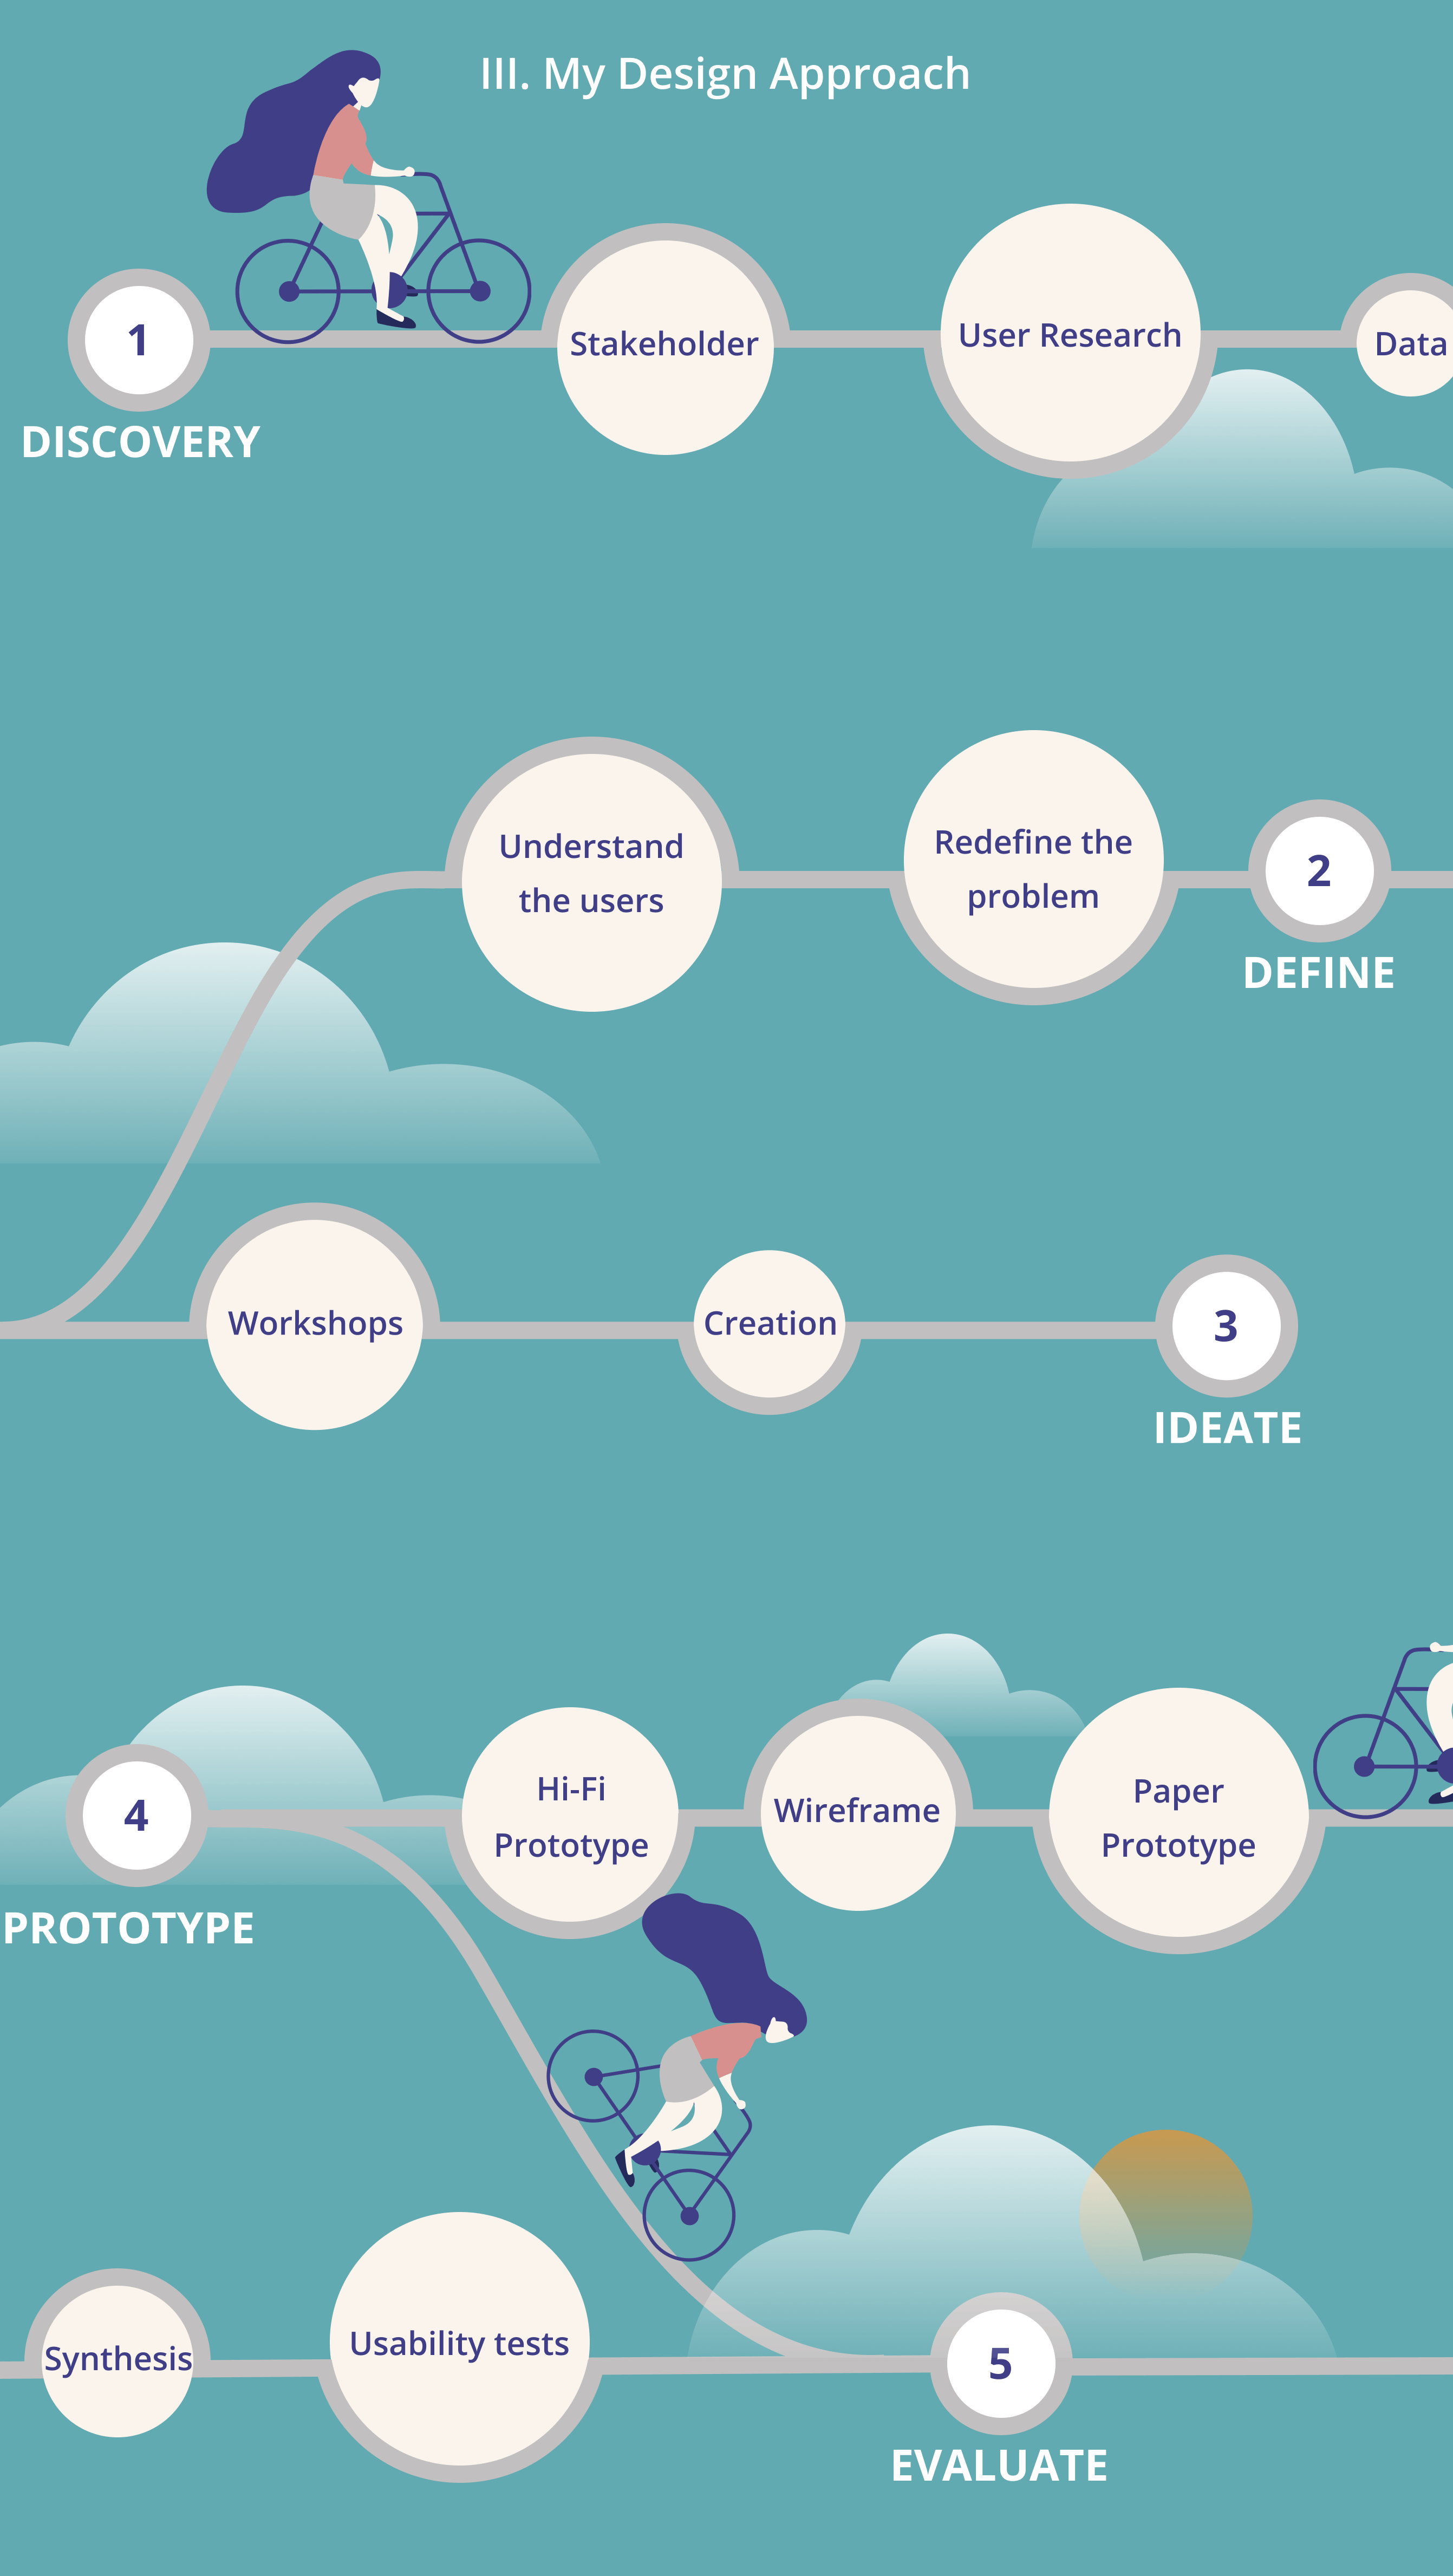 III. My Design Approach
1
Stakeholder
User Research
Data
DISCOVERY
Understand
the users
Redefine the
problem
2
DEFINE
Workshops
Creation
3
IDEATE
4
Hi-Fi
Prototype
Wireframe
Paper
Prototype
PROTOTYPE
Synthesis
Usability tests
5
EVALUATE